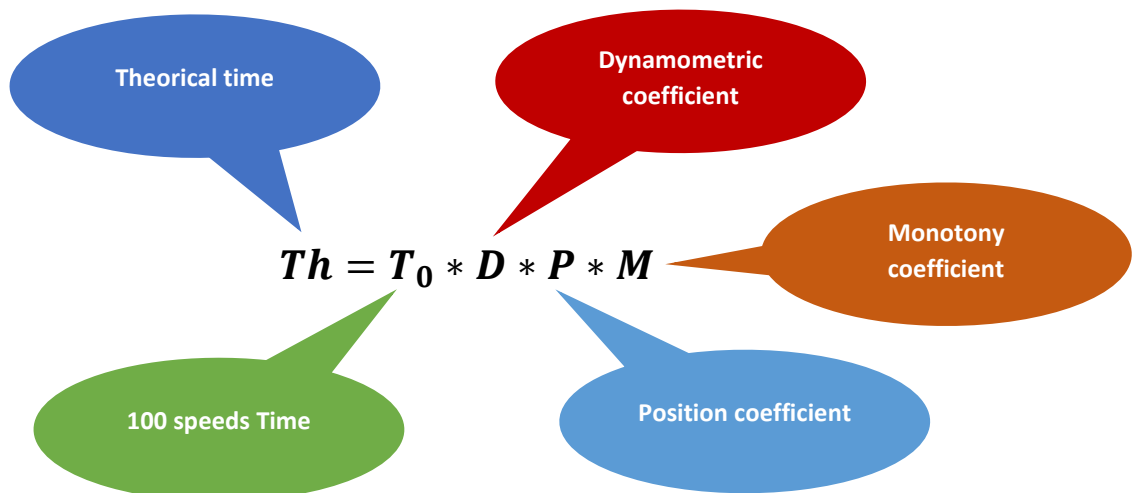 Theorical time
Dynamometric
coefficient
Monotony
coefficient
Th = T₀ * D * P * M
100 speeds Time
Position coefficient